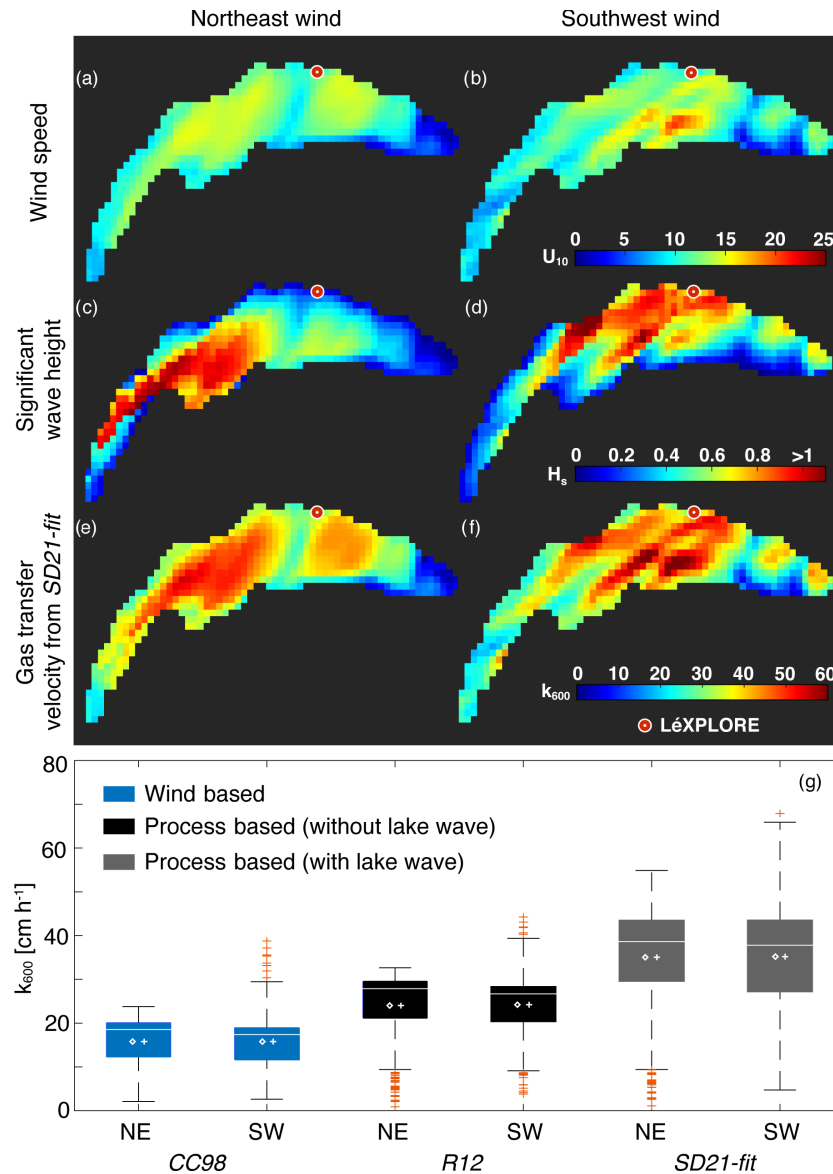 Northeast wind Southwest wind
(a) (b)
Wind speed
0 5 10 15 20 25
U10
(c) (d)
Significant
wave height
0 0.2 0.4 0.6 0.8 >1
Hs
(e) (f)
Gas transfer
velocity from SD21-fit
0 10 20 30 40 50 60
k600
LéXPLORE
(g)
80
60
40
20
0
k600 [cm h-1]
Wind based
Process based (without lake wave)
Process based (with lake wave)
NE SW NE SW NE SW
CC98 R12 SD21-fit